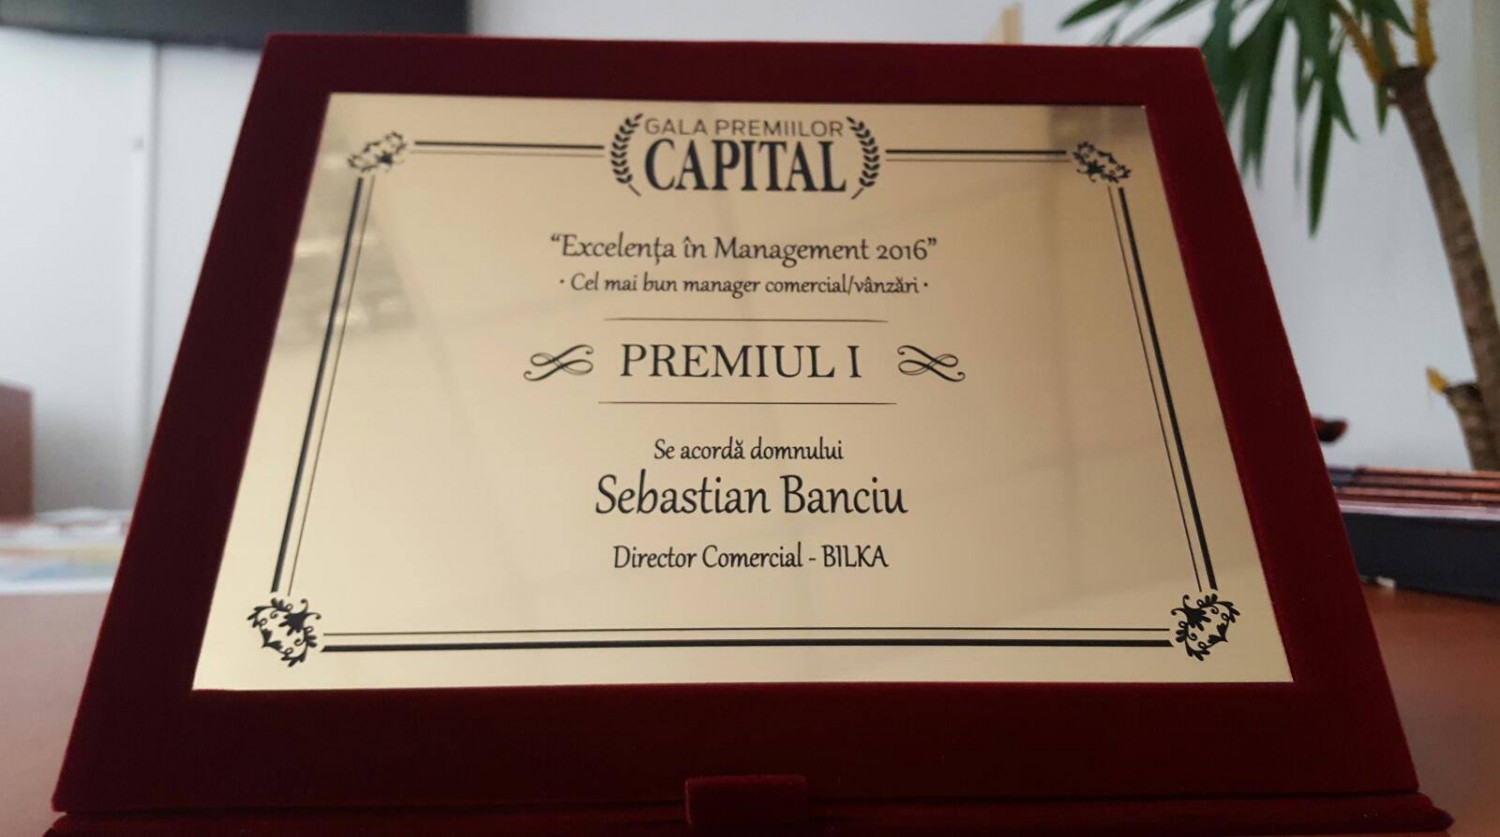 GALA PREMIILOR
CAPITAL
“Excelența în Management 2016”
· Cel mai bun manager comercial/vânzări ·
PREMIUL I
Se acordă domnului
Sebastian Banciu
Director Comercial - BILKA